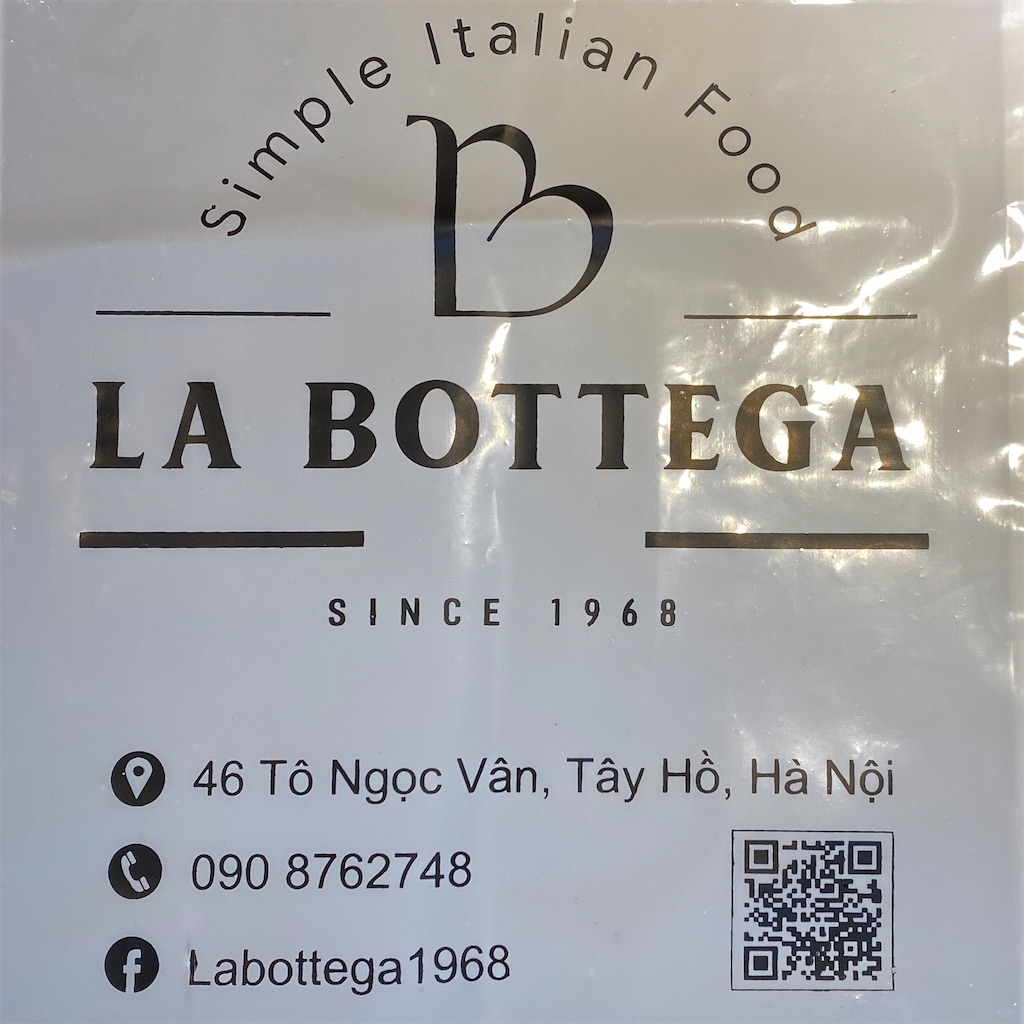 Simple Italian Food
B
LA BOTTEGA
SINCE 1968
46 Tô Ngọc Vân, Tây Hồ, Hà Nội
090 8762748
Labottega1968